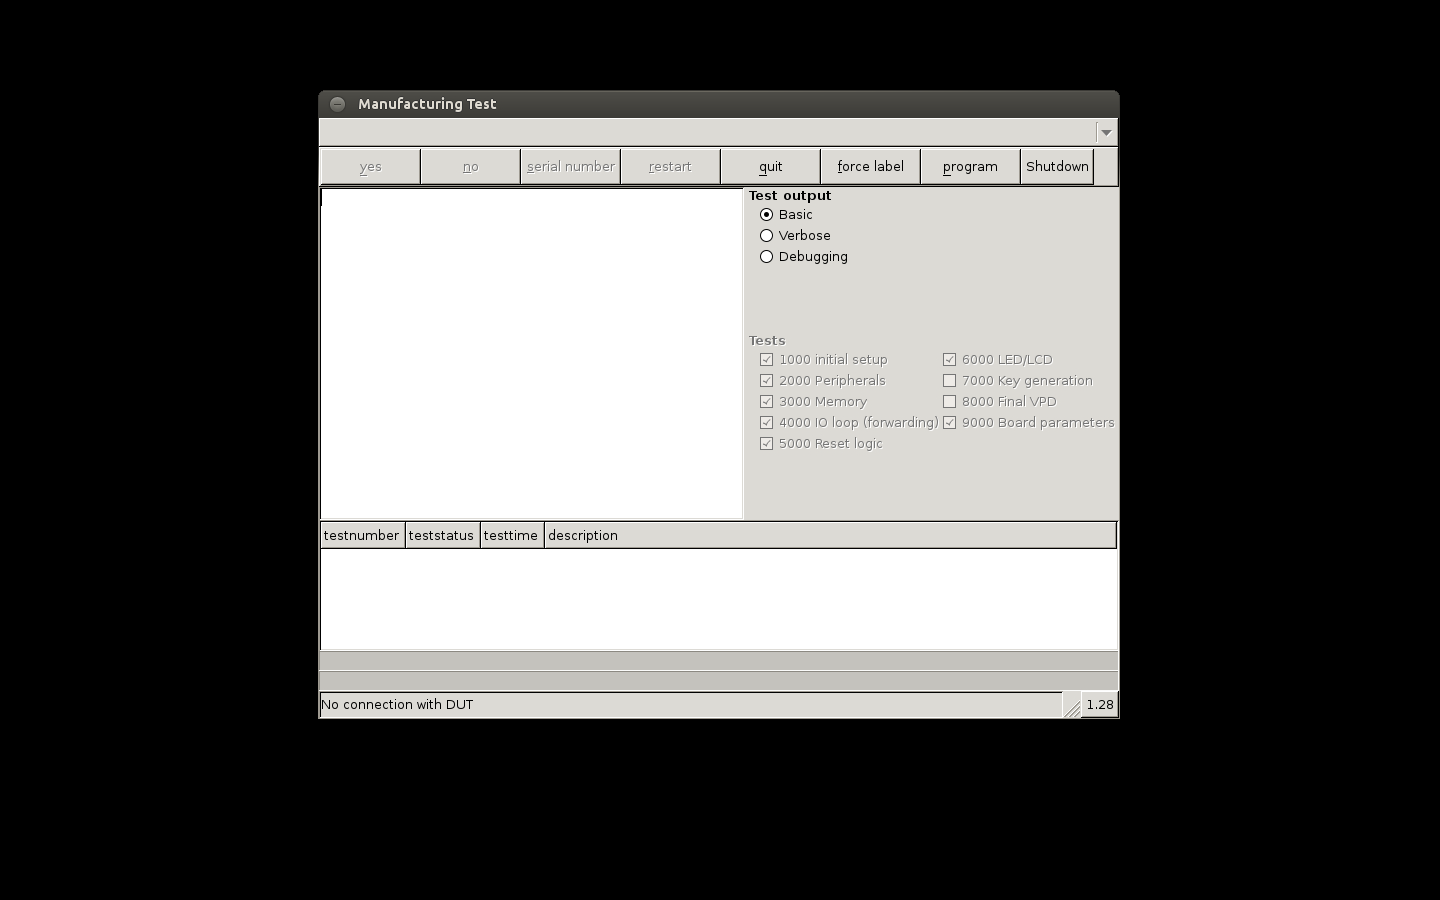 Manufacturing Test
yes no serial number restart quit force label program Shutdown
Test output
Basic
Verbose
Debugging
Tests
1000 initial setup 6000 LED/LCD
2000 Peripherals 7000 Key generation
3000 Memory 8000 Final VPD
4000 IO loop (forwarding) 9000 Board parameters
5000 Reset logic
testnumber teststatus testtime description
No connection with DUT 1.28